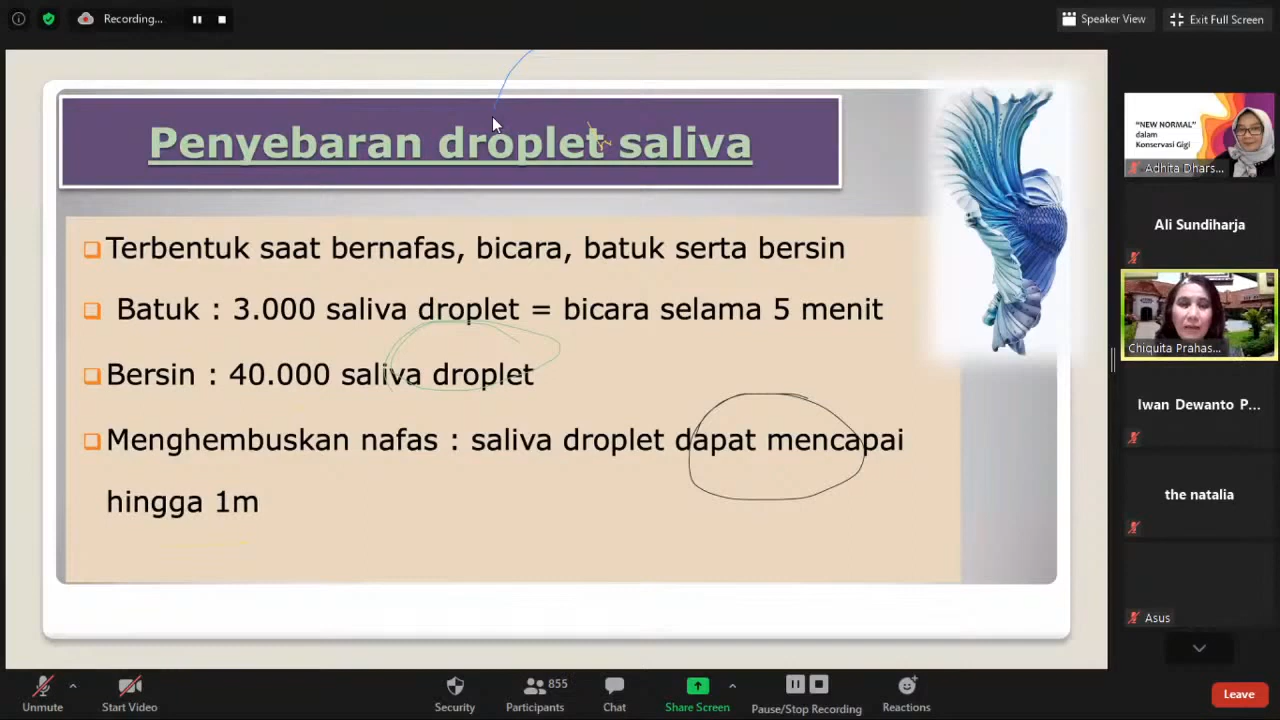 Recording...
Speaker View
Exit Full Screen
Penyebaran droplet saliva
Terbentuk saat bernafas, bicara, batuk serta bersin
Batuk : 3.000 saliva droplet = bicara selama 5 menit
Bersin : 40.000 saliva droplet
Menghembuskan nafas : saliva droplet dapat mencapai
hingga 1m
"NEW NORMAL"
dalam
Konservasi Gigi
Adhita Dhars...
Ali Sundiharja
Chiquita Prahas...
Iwan Dewanto P...
the natalia
Asus
Unmute
Start Video
Security
Participants
855
Chat
Share Screen
Pause/Stop Recording
Reactions
Leave